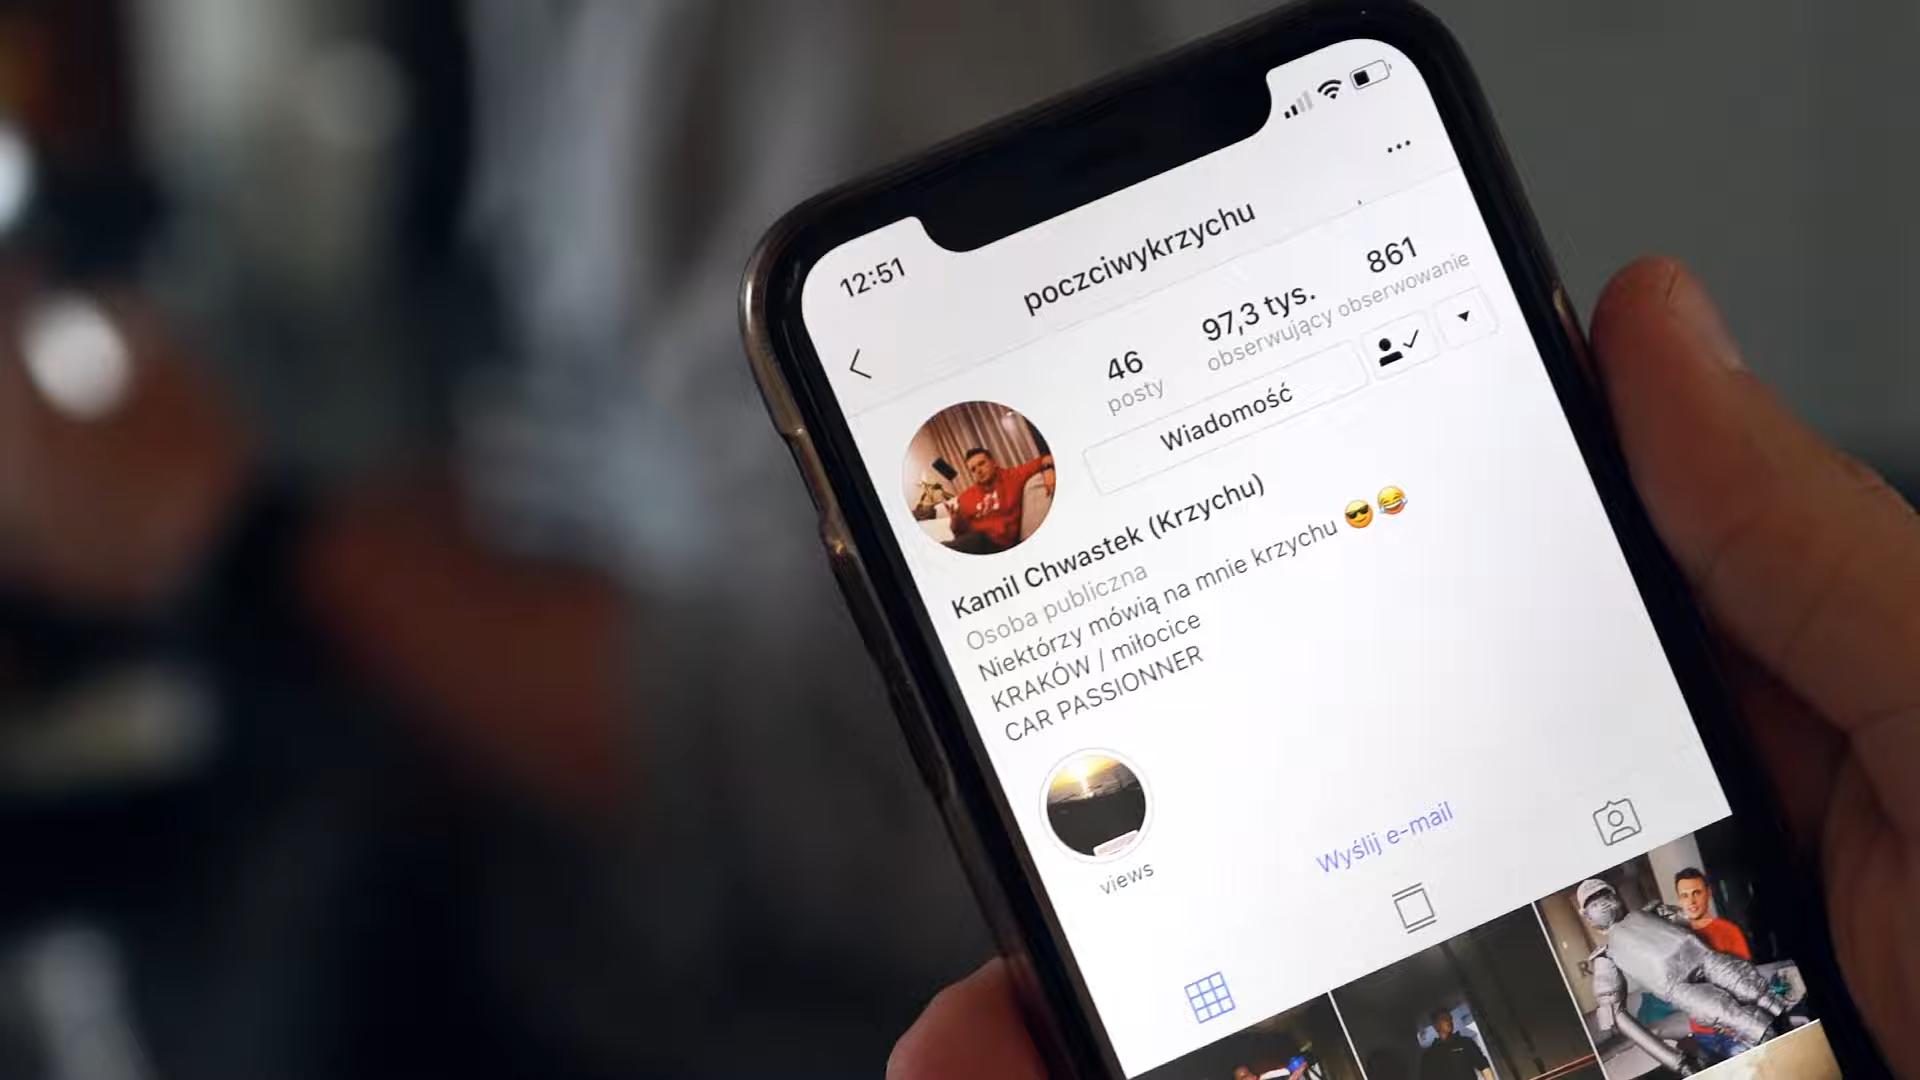 12:51
poczciwykrzychu
46
posty
97,3 tys.
obserwujący
861
obserwowanie
Wiadomość
Kamil Chwastek (Krzychu)
Osoba publiczna
Niektórzy mówią na mnie krzychu 😎😂
KRAKÓW / miłocice
CAR PASSIONNER
views
Wyślij e-mail